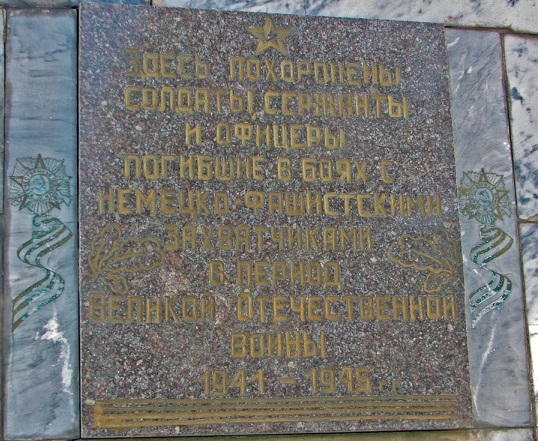 ЗДЕСЬ ПОХОРОНЕНЫ
СОЛДАТЫ, СЕРЖАНТЫ
И ОФИЦЕРЫ
ПОГИБШИЕ В БОЯХ С
НЕМЕЦКО-ФАШИСТСКИМИ
ЗАХВАТЧИКАМИ
В ПЕРИОД
ВЕЛИКОЙ ОТЕЧЕСТВЕННОЙ
ВОЙНЫ
1941 - 1945 г.г.